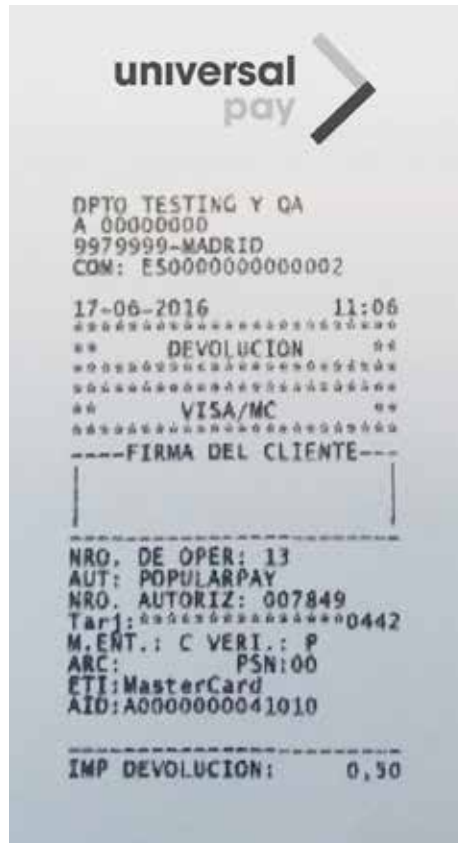 universal
pay
DPTO TESTING Y QA
A 00000000
9979999-MADRID
COM: ES0000000000002
17-06-2016 11:06
**************************
** DEVOLUCION **
**************************
**************************
** VISA/MC **
**************************
----FIRMA DEL CLIENTE---
NRO. DE OPER: 13
AUT: POPULARPAY
NRO. AUTORIZ: 007849
Tarj:***************0442
M.ENT.: C VERI.: P
ARC: PSN:00
ETI:MasterCard
AID:A0000000041010
IMP DEVOLUCION: 0,50